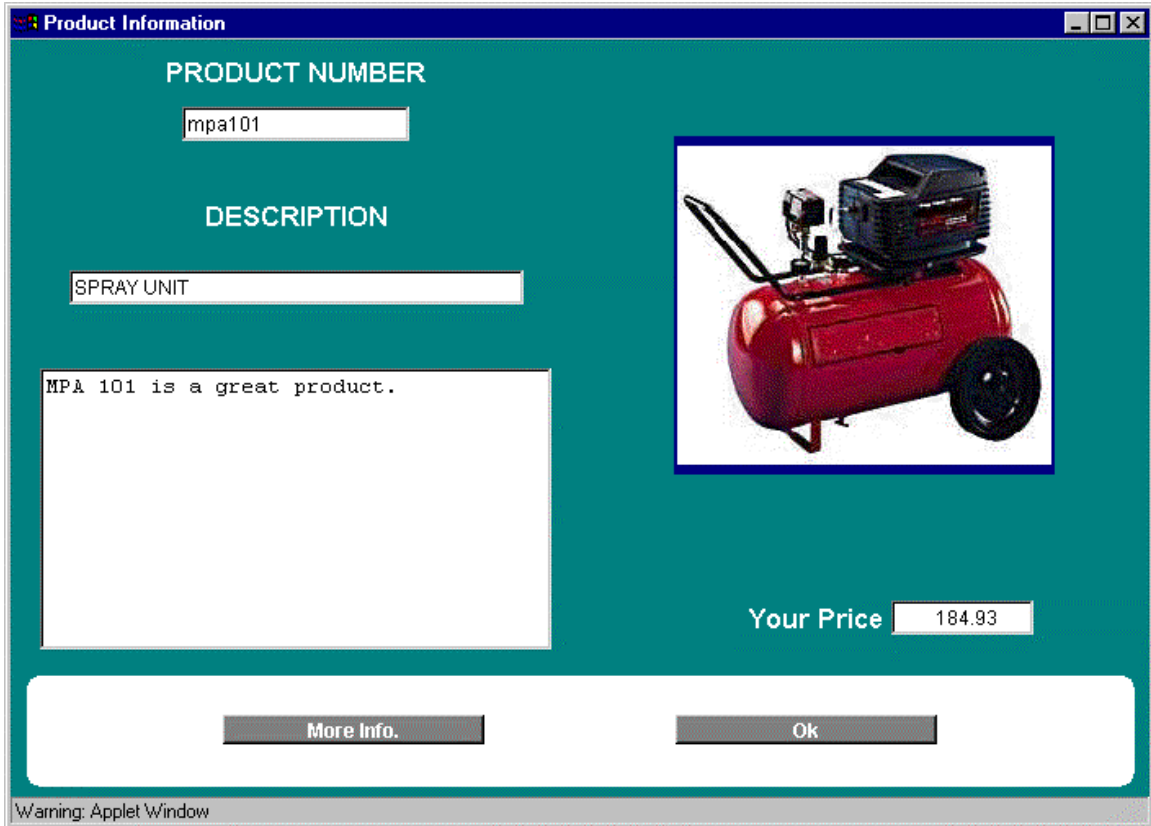 Product Information
PRODUCT NUMBER
mpa101
DESCRIPTION
SPRAY UNIT
MPA 101 is a great product.
Your Price 184.93
More Info. Ok
Warning: Applet Window